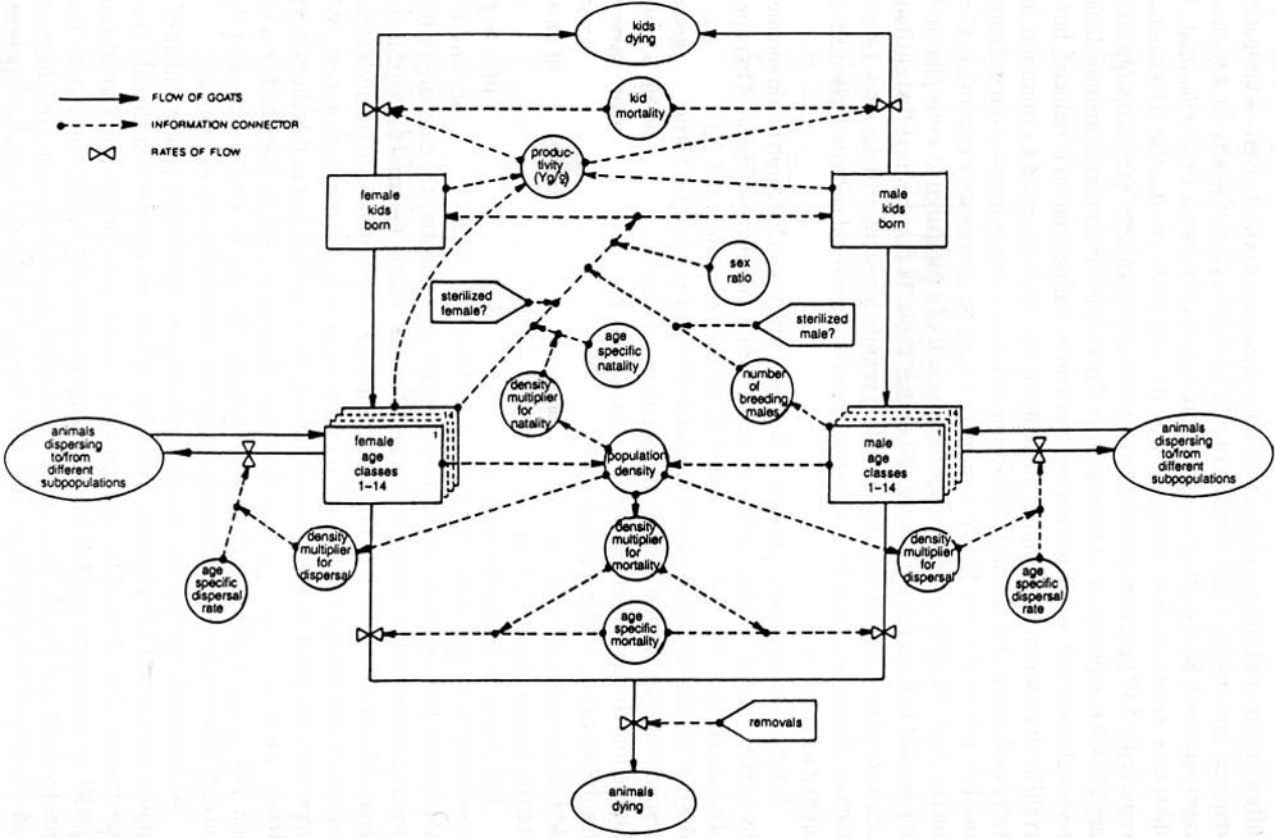 kids
dying
FLOW OF GOATS
INFORMATION CONNECTOR
RATES OF FLOW
kid
mortality
produc-
tivity
(Yg/♀)
female
kids
born
male
kids
born
sex
ratio
sterilized
female?
sterilized
male?
age
specific
natality
density
multiplier
for
natality
number
of
breeding
males
animals
dispersing
to/from
different
subpopulations
female
age
classes
1–14
1
population
density
male
age
classes
1–14
1
animals
dispersing
to/from
different
subpopulations
density
multiplier
for
dispersal
density
multiplier
for
mortality
density
multiplier
for
dispersal
age
specific
dispersal
rate
age
specific
mortality
age
specific
dispersal
rate
removals
animals
dying